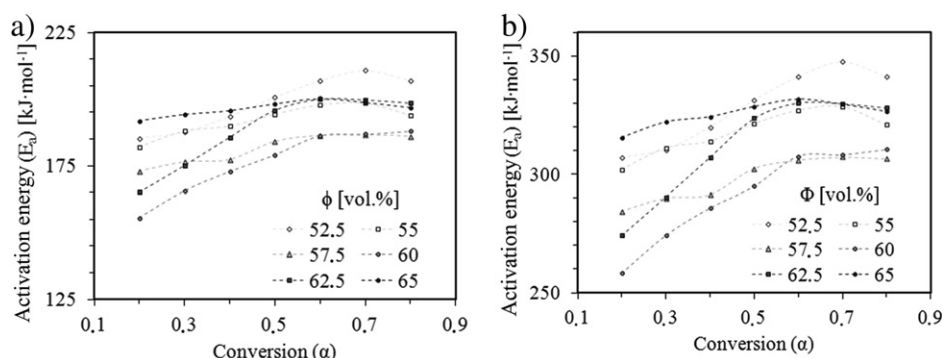 a)
225
175
125
Activation energy (Eₐ) [kJ·mol⁻¹]
0.1 0.3 0.5 0.7 0.9
Conversion (α)
ϕ [vol.%]
52.5 55
57.5 60
62.5 65
b)
350
300
250
Activation energy (Eₐ) [kJ·mol⁻¹]
0.1 0.3 0.5 0.7 0.9
Conversion (α)
Φ [vol.%]
52.5 55
57.5 60
62.5 65